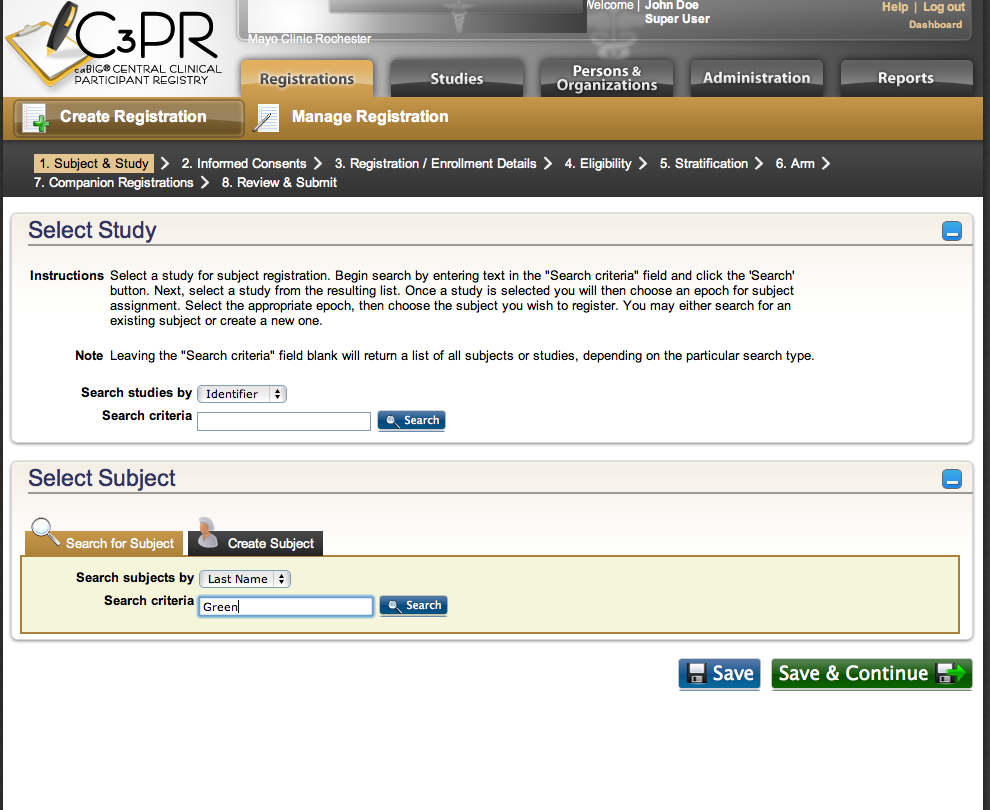 C3PR
caBIG® CENTRAL CLINICAL
PARTICIPANT REGISTRY
Mayo Clinic Rochester
Welcome | John Doe
Super User
Help | Log out
Dashboard
Registrations
Studies
Persons &
Organizations
Administration
Reports
Create Registration
Manage Registration
1. Subject & Study
2. Informed Consents
3. Registration / Enrollment Details
4. Eligibility
5. Stratification
6. Arm
7. Companion Registrations
8. Review & Submit
Select Study
Instructions Select a study for subject registration. Begin search by entering text in the "Search criteria" field and click the 'Search'
button. Next, select a study from the resulting list. Once a study is selected you will then choose an epoch for subject
assignment. Select the appropriate epoch, then choose the subject you wish to register. You may either search for an
existing subject or create a new one.
Note Leaving the "Search criteria" field blank will return a list of all subjects or studies, depending on the particular search type.
Search studies by Identifier
Search criteria Search
Select Subject
Search for Subject
Create Subject
Search subjects by Last Name
Search criteria Green Search
Save
Save & Continue